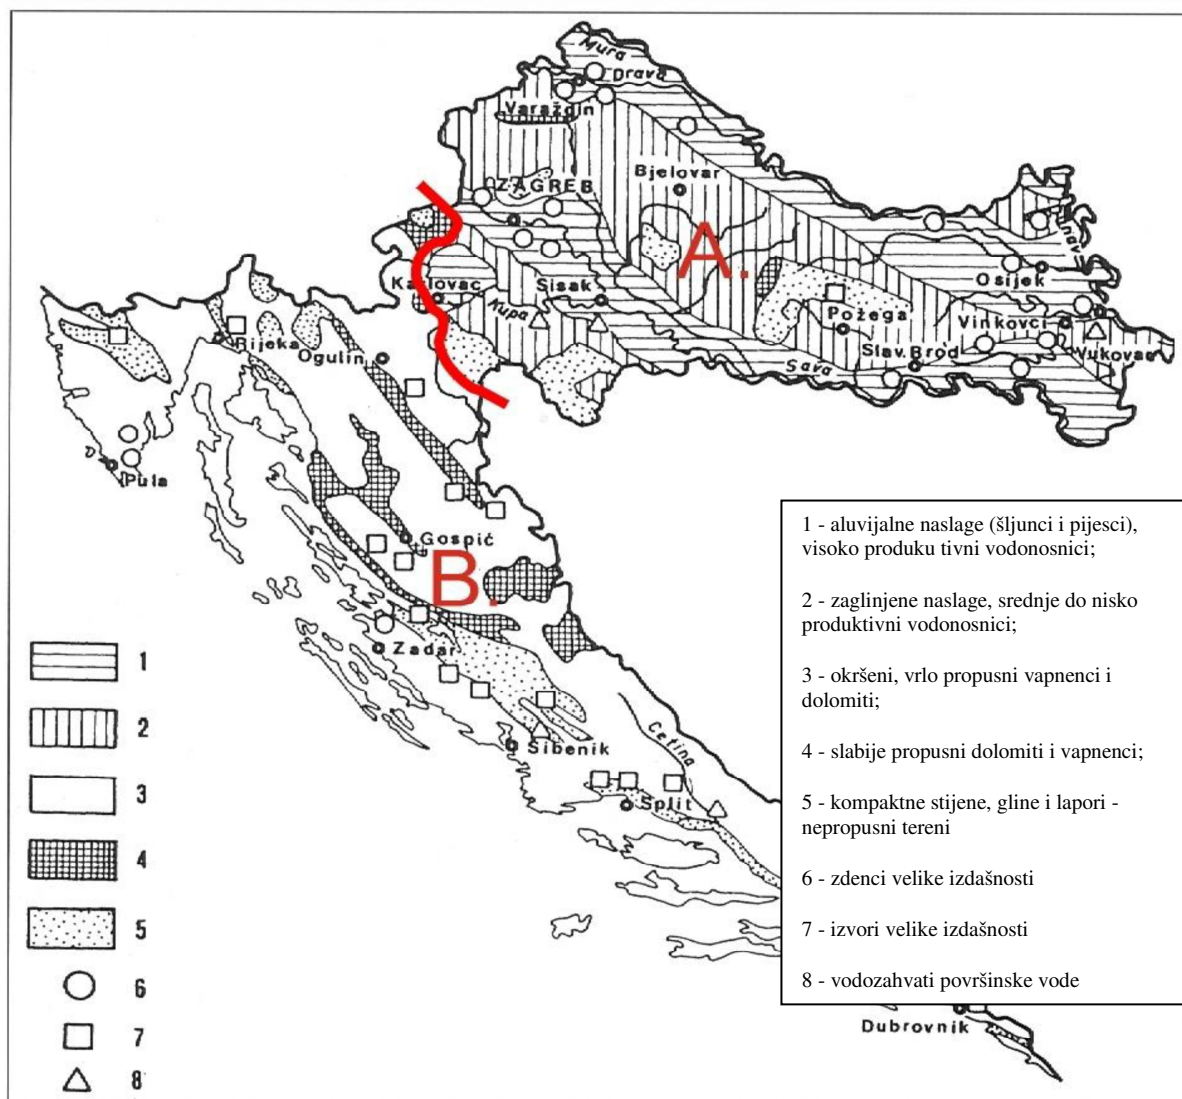 Mura
Drava
Varaždin
ZAGREB
Bjelovar
A.
Karlovac
Sisak
Kupa
Osijek
Požega
Vinkovci
Slav.Brod
Vukovar
Sava
Rijeka
Ogulin
Pula
Gospić
B.
Zadar
Šibenik
Cetina
Split
Dubrovnik
1
2
3
4
5
6
7
8
1 - aluvijalne naslage (šljunci i pijesci),
visoko produku tivni vodonosnici;
2 - zaglinjene naslage, srednje do nisko
produktivni vodonosnici;
3 - okršeni, vrlo propusni vapnenci i
dolomiti;
4 - slabije propusni dolomiti i vapnenci;
5 - kompaktne stijene, gline i lapori -
nepropusni tereni
6 - zdenci velike izdašnosti
7 - izvori velike izdašnosti
8 - vodozahvati površinske vode